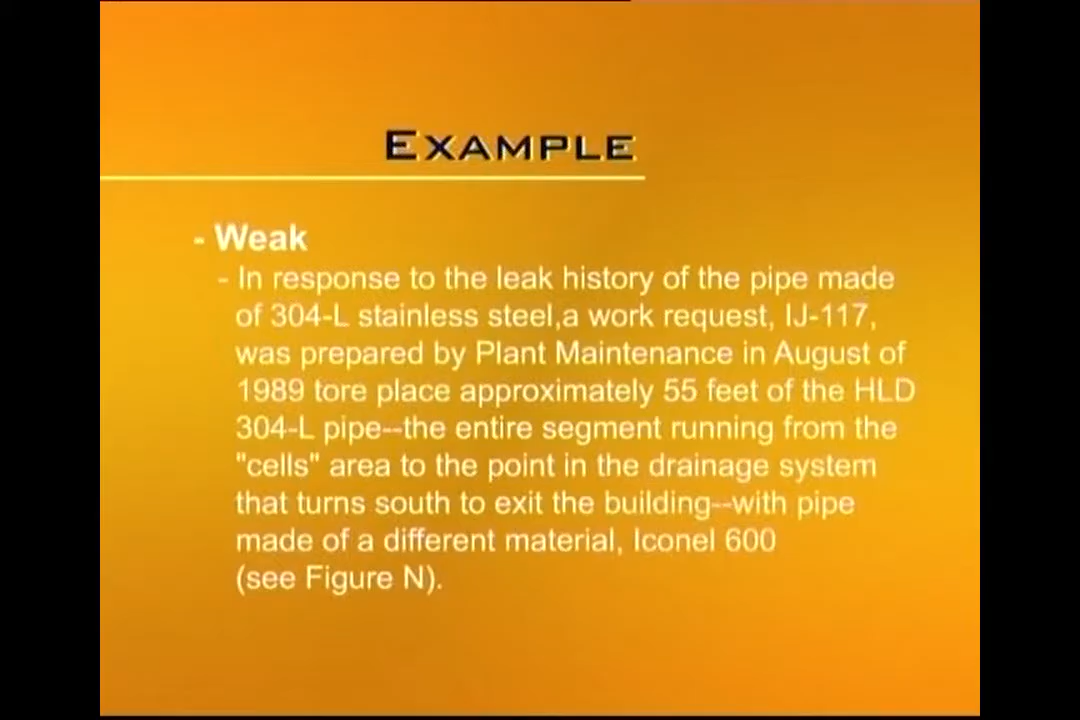 EXAMPLE
- Weak
- In response to the leak history of the pipe made
of 304-L stainless steel,a work request, IJ-117,
was prepared by Plant Maintenance in August of
1989 tore place approximately 55 feet of the HLD
304-L pipe--the entire segment running from the
"cells" area to the point in the drainage system
that turns south to exit the building--with pipe
made of a different material, Iconel 600
(see Figure N).